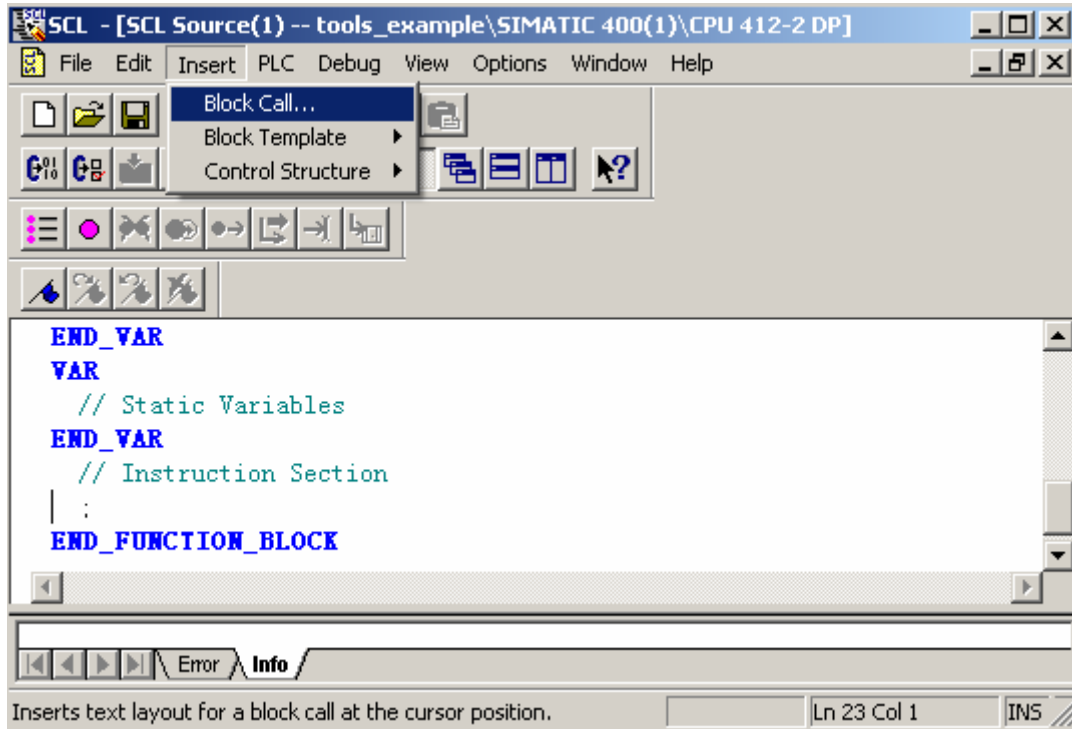 SCL - [SCL Source(1) -- tools_example\SIMATIC 400(1)\CPU 412-2 DP]
File Edit Insert PLC Debug View Options Window Help
Block Call...
Block Template
Control Structure
END_VAR
VAR
// Static Variables
END_VAR
// Instruction Section
;
END_FUNCTION_BLOCK
Error Info
Inserts text layout for a block call at the cursor position. Ln 23 Col 1 INS